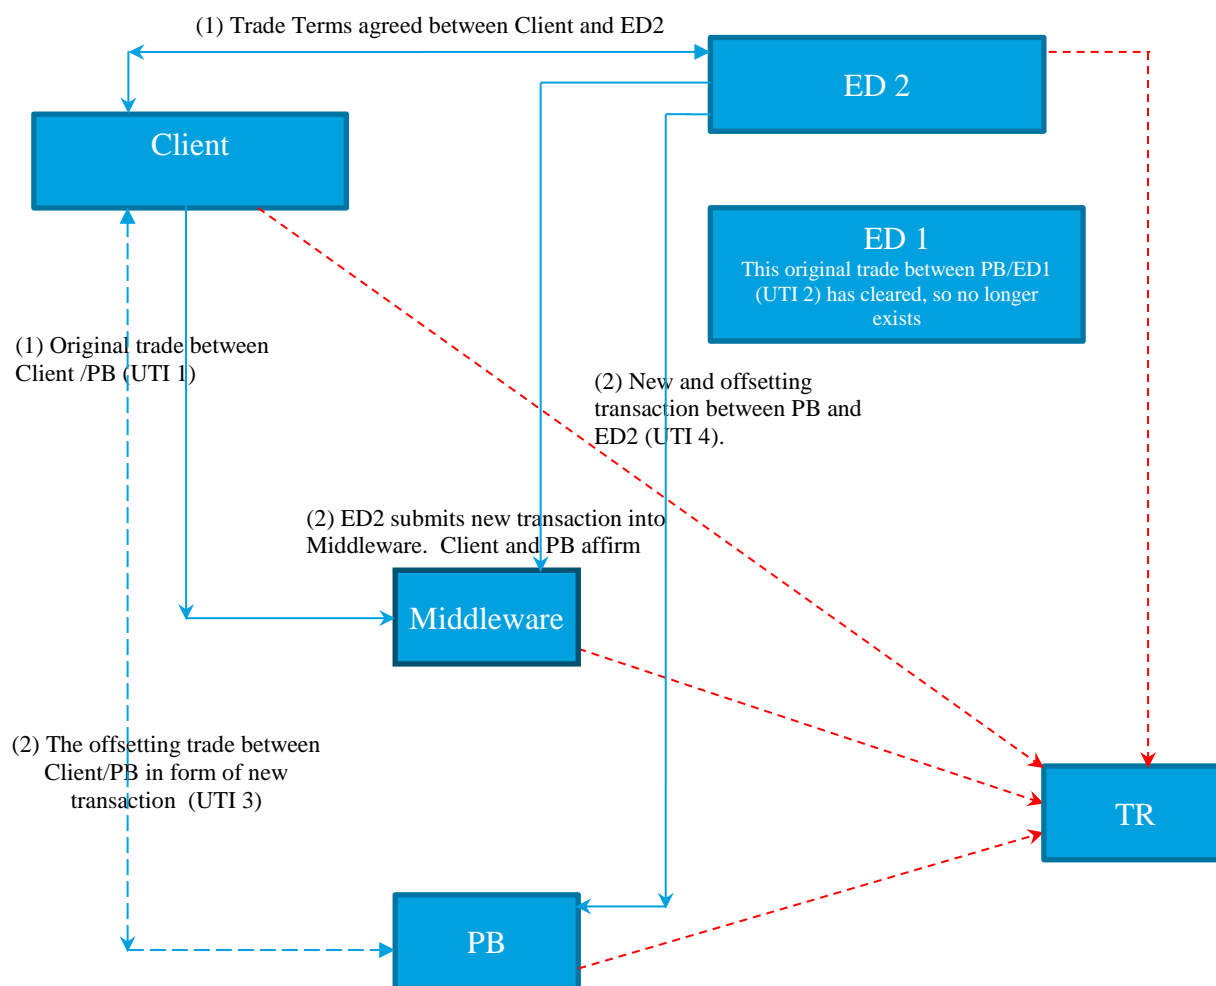 (1) Trade Terms agreed between Client and ED2
ED 2
Client
ED 1
This original trade between PB/ED1
(UTI 2) has cleared, so no longer
exists
(1) Original trade between
Client /PB (UTI 1)
(2) New and offsetting
transaction between PB and
ED2 (UTI 4).
(2) ED2 submits new transaction into
Middleware.  Client and PB affirm
Middleware
(2) The offsetting trade between
Client/PB in form of new
transaction  (UTI 3)
TR
PB